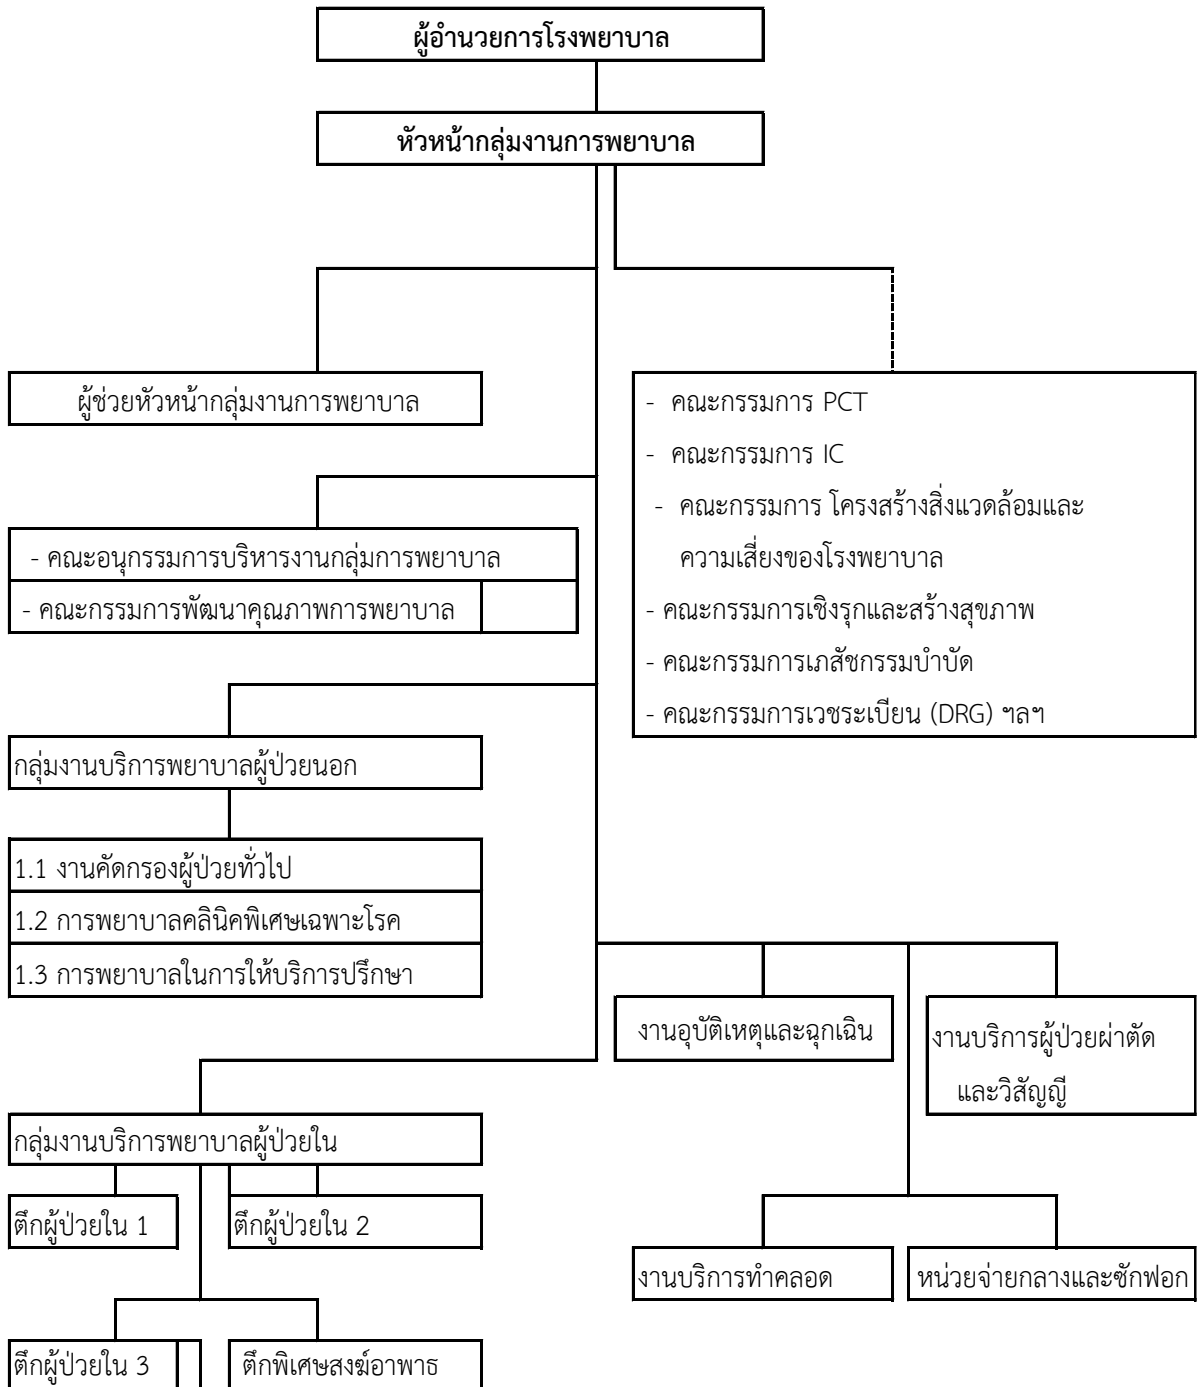 ผู้อำนวยการโรงพยาบาล
หัวหน้ากลุ่มงานการพยาบาล
ผู้ช่วยหัวหน้ากลุ่มงานการพยาบาล
- คณะกรรมการ PCT
- คณะกรรมการ IC
- คณะกรรมการ โครงสร้างสิ่งแวดล้อมและ
ความเสี่ยงของโรงพยาบาล
- คณะกรรมการเชิงรุกและสร้างสุขภาพ
- คณะกรรมการเภสัชกรรมบำบัด
- คณะกรรมการเวชระเบียน (DRG) ฯลฯ
- คณะอนุกรรมการบริหารงานกลุ่มการพยาบาล
- คณะกรรมการพัฒนาคุณภาพการพยาบาล
กลุ่มงานบริการพยาบาลผู้ป่วยนอก
1.1 งานคัดกรองผู้ป่วยทั่วไป
1.2 การพยาบาลคลินิคพิเศษเฉพาะโรค
1.3 การพยาบาลในการให้บริการปรึกษา
งานอุบัติเหตุและฉุกเฉิน
งานบริการผู้ป่วยผ่าตัด
และวิสัญญี
กลุ่มงานบริการพยาบาลผู้ป่วยใน
ตึกผู้ป่วยใน 1
ตึกผู้ป่วยใน 2
งานบริการทำคลอด
หน่วยจ่ายกลางและซักฟอก
ตึกผู้ป่วยใน 3
ตึกพิเศษสงฆ์อาพาธ